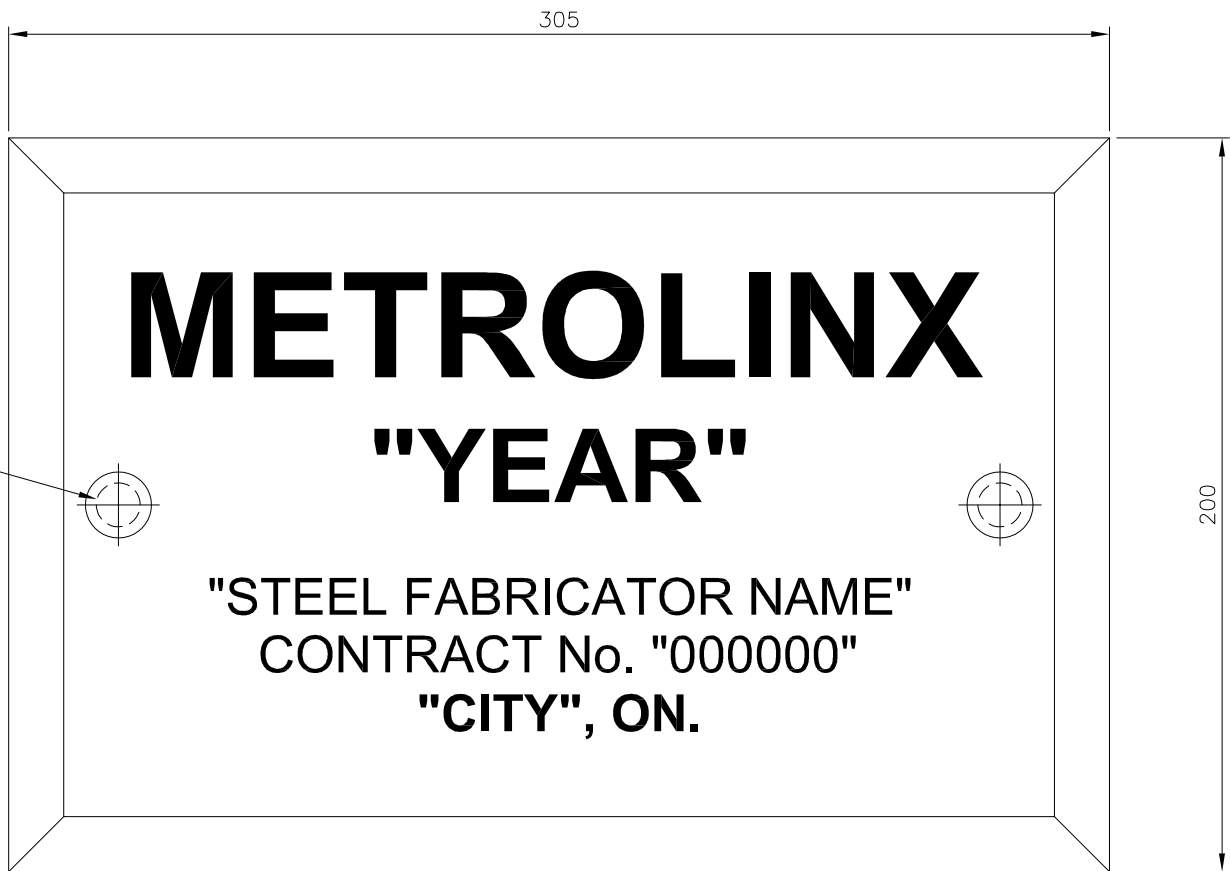 305
METROLINX
"YEAR"
200
"STEEL FABRICATOR NAME"
CONTRACT No. "000000"
"CITY", ON.